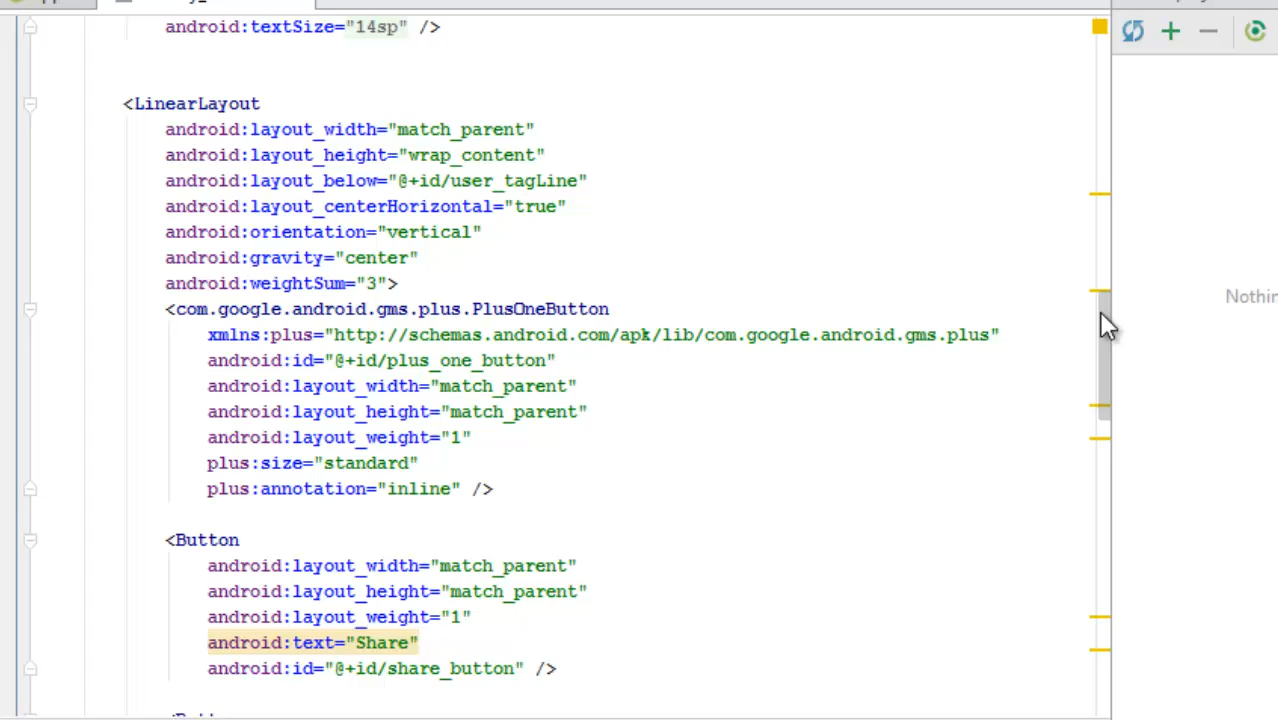 android:textSize="14sp" />
<LinearLayout
android:layout_width="match_parent"
android:layout_height="wrap_content"
android:layout_below="@+id/user_tagLine"
android:layout_centerHorizontal="true"
android:orientation="vertical"
android:gravity="center"
android:weightSum="3">
<com.google.android.gms.plus.PlusOneButton
xmlns:plus="http://schemas.android.com/apk/lib/com.google.android.gms.plus"
android:id="@+id/plus_one_button"
android:layout_width="match_parent"
android:layout_height="match_parent"
android:layout_weight="1"
plus:size="standard"
plus:annotation="inline" />
<Button
android:layout_width="match_parent"
android:layout_height="match_parent"
android:layout_weight="1"
android:text="Share"
android:id="@+id/share_button" />
Nothin